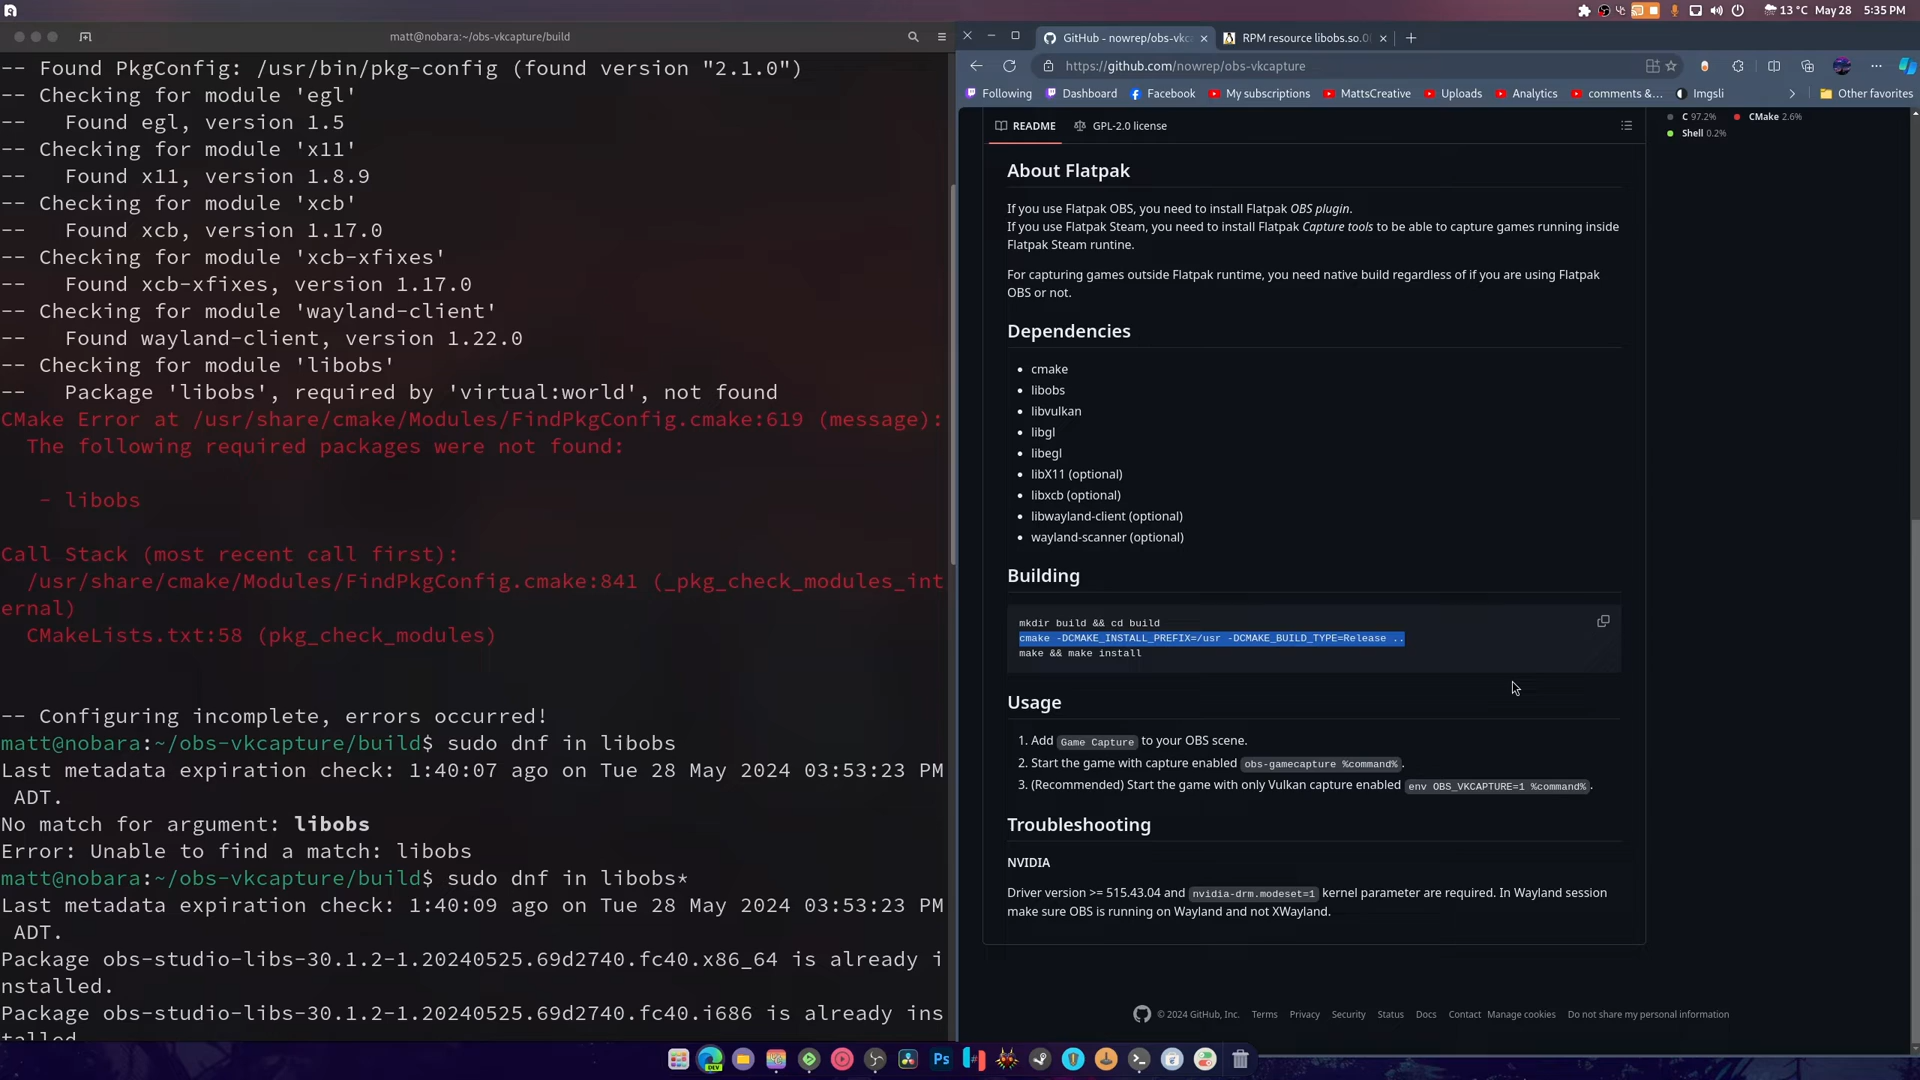 13 °C May 28 5:35 PM
matt@nobara:~/obs-vkcapture/build
-- Found PkgConfig: /usr/bin/pkg-config (found version "2.1.0")
-- Checking for module 'egl'
--   Found egl, version 1.5
-- Checking for module 'x11'
--   Found x11, version 1.8.9
-- Checking for module 'xcb'
--   Found xcb, version 1.17.0
-- Checking for module 'xcb-xfixes'
--   Found xcb-xfixes, version 1.17.0
-- Checking for module 'wayland-client'
--   Found wayland-client, version 1.22.0
-- Checking for module 'libobs'
--   Package 'libobs', required by 'virtual:world', not found
CMake Error at /usr/share/cmake/Modules/FindPkgConfig.cmake:619 (message):
  The following required packages were not found:
   - libobs
Call Stack (most recent call first):
  /usr/share/cmake/Modules/FindPkgConfig.cmake:841 (_pkg_check_modules_int
ernal)
  CMakeLists.txt:58 (pkg_check_modules)
-- Configuring incomplete, errors occurred!
matt@nobara:~/obs-vkcapture/build$ sudo dnf in libobs
Last metadata expiration check: 1:40:07 ago on Tue 28 May 2024 03:53:23 PM
 ADT.
No match for argument: libobs
Error: Unable to find a match: libobs
matt@nobara:~/obs-vkcapture/build$ sudo dnf in libobs*
Last metadata expiration check: 1:40:09 ago on Tue 28 May 2024 03:53:23 PM
 ADT.
Package obs-studio-libs-30.1.2-1.20240525.69d2740.fc40.x86_64 is already i
nstalled.
Package obs-studio-libs-30.1.2-1.20240525.69d2740.fc40.i686 is already ins
talled
GitHub - nowrep/obs-vkc
RPM resource libobs.so.0
https://github.com/nowrep/obs-vkcapture
Following Dashboard Facebook My subscriptions MattsCreative Uploads Analytics comments &... Imgsli Other favorites
README GPL-2.0 license
C 97.2% CMake 2.6%
Shell 0.2%
About Flatpak
If you use Flatpak OBS, you need to install Flatpak OBS plugin.
If you use Flatpak Steam, you need to install Flatpak Capture tools to be able to capture games running inside
Flatpak Steam runtime.
For capturing games outside Flatpak runtime, you need native build regardless of if you are using Flatpak
OBS or not.
Dependencies
• cmake
• libobs
• libvulkan
• libgl
• libegl
• libX11 (optional)
• libxcb (optional)
• libwayland-client (optional)
• wayland-scanner (optional)
Building
mkdir build && cd build
cmake -DCMAKE_INSTALL_PREFIX=/usr -DCMAKE_BUILD_TYPE=Release ..
make && make install
Usage
1. Add Game Capture to your OBS scene.
2. Start the game with capture enabled obs-gamecapture %command%.
3. (Recommended) Start the game with only Vulkan capture enabled env OBS_VKCAPTURE=1 %command%.
Troubleshooting
NVIDIA
Driver version >= 515.43.04 and nvidia-drm.modeset=1 kernel parameter are required. In Wayland session
make sure OBS is running on Wayland and not XWayland.
© 2024 GitHub, Inc. Terms Privacy Security Status Docs Contact Manage cookies Do not share my personal information
DEV
Ps